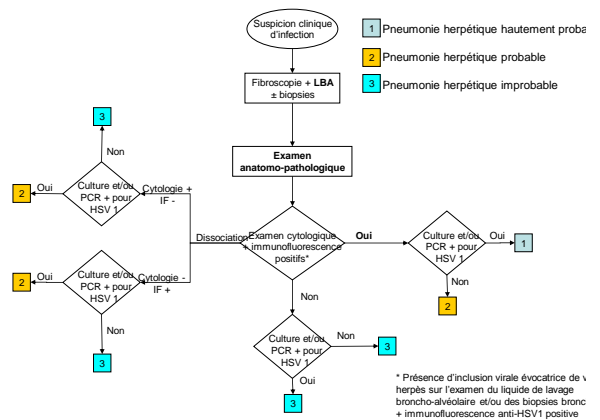 Suspicion clinique
d'infection
1 Pneumonie herpétique hautement
2 Pneumonie herpétique probable
3 Pneumonie herpétique improbable
Fibroscopie + LBA
± biopsies
Examen
anatomo-pathologique
3
Non
Culture et/ou
PCR + pour
HSV 1
Oui
2
Cytologie +
IF -
Dissociation
Examen cytologique
+ immunofluorescence
positifs*
Oui
Culture et/ou
PCR + pour
HSV 1
Oui
1
Non
2
Cytologie -
IF +
Culture et/ou
PCR + pour
HSV 1
Oui
2
Non
3
Non
Culture et/ou
PCR + pour
HSV 1
Non
3
Oui
3
* Présence d'inclusion virale évocatrice de
herpès sur l'examen du liquide de lavage
broncho-alvéolaire et/ou des biopsies
+ immunofluorescence anti-HSV1 positive